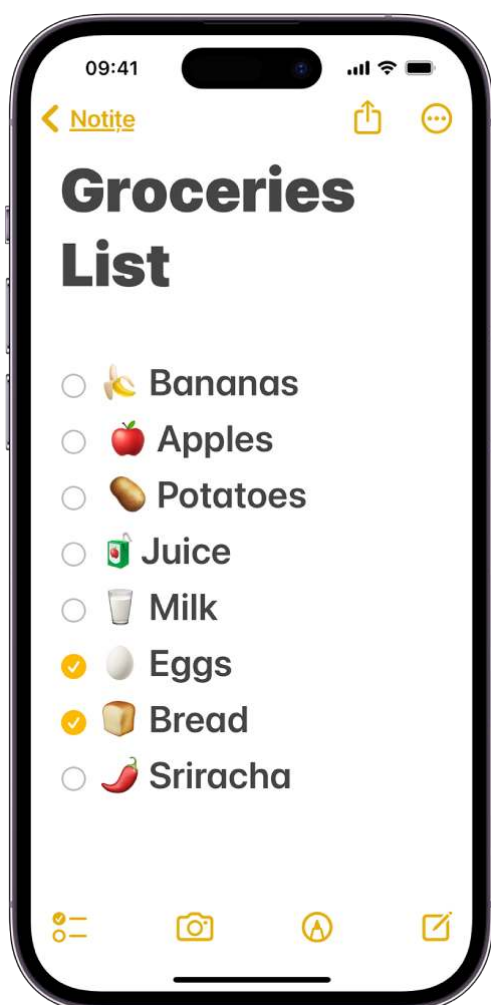 09:41
Notițe
Groceries
List
Bananas
Apples
Potatoes
Juice
Milk
Eggs
Bread
Sriracha